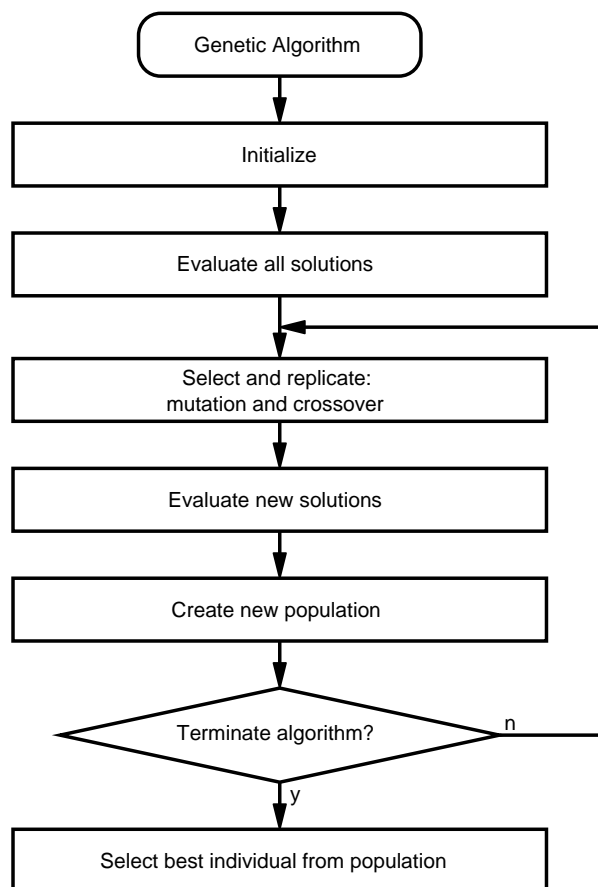 Genetic Algorithm
Initialize
Evaluate all solutions
Select and replicate:
mutation and crossover
Evaluate new solutions
Create new population
Terminate algorithm?
n
y
Select best individual from population